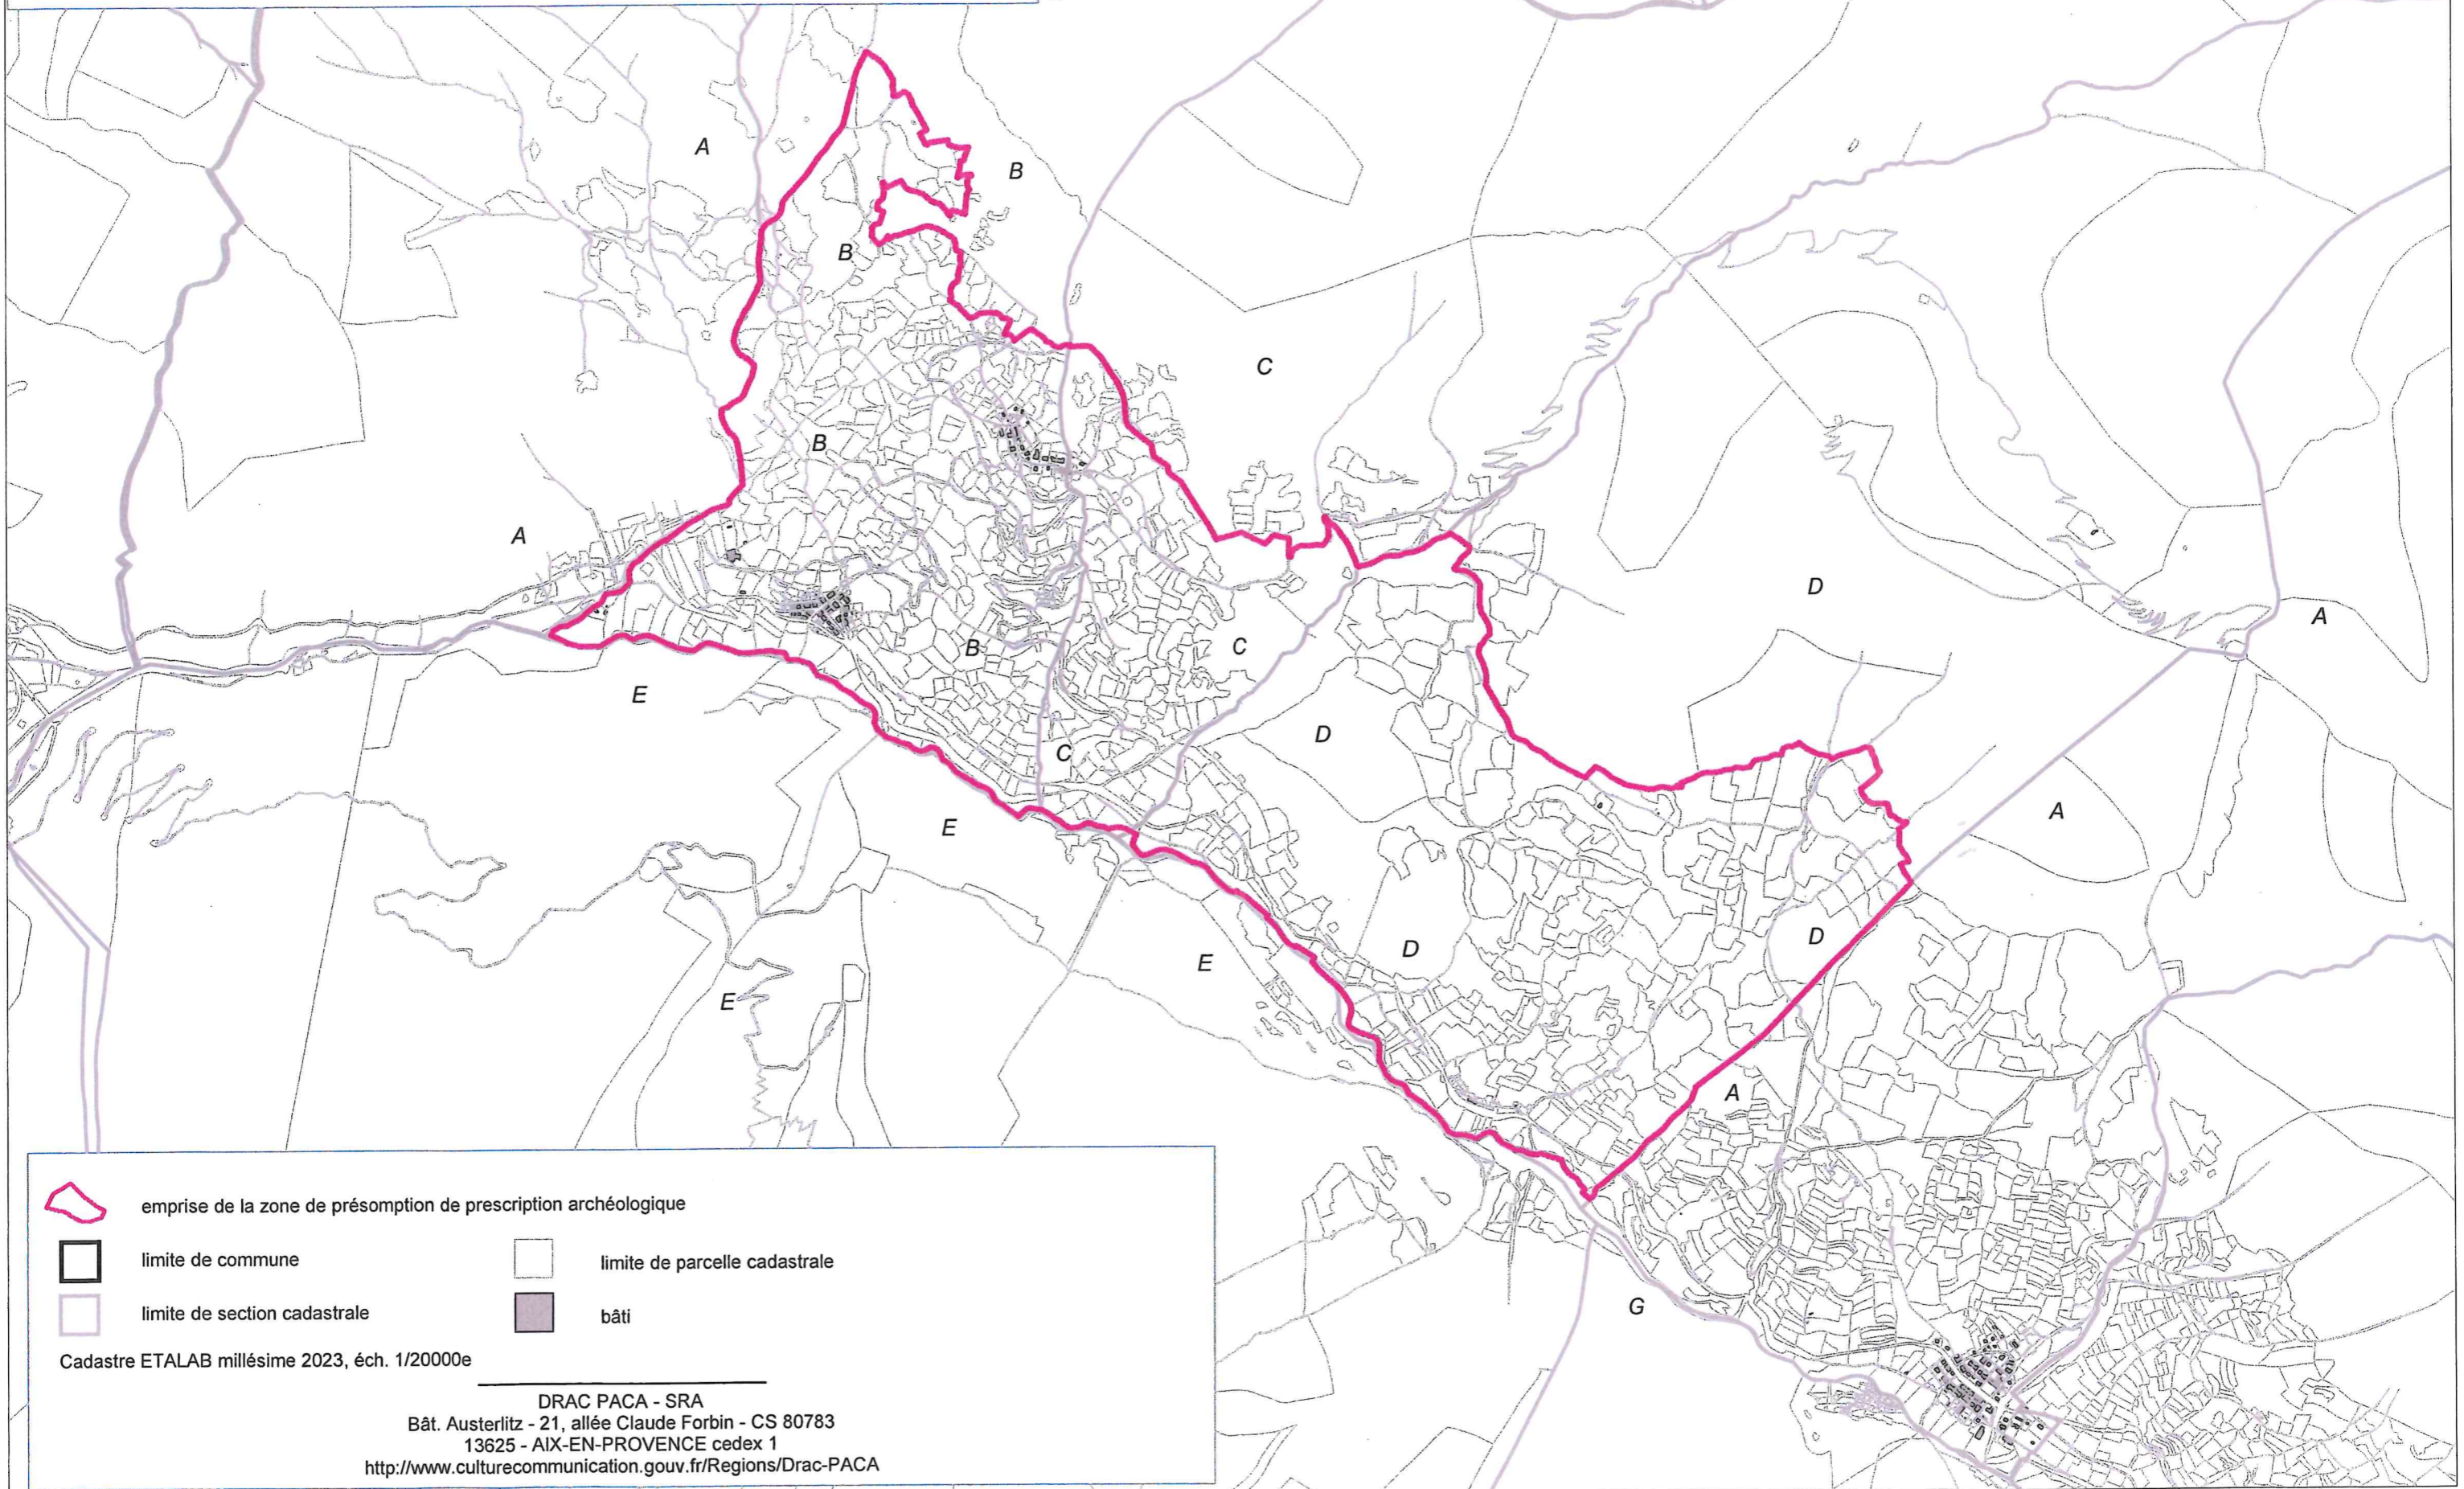 A
B
B
C
B
A
D
A
C
B
E
D
C
A
E
D
D
E
E
A
G
emprise de la zone de présomption de prescription archéologique
limite de commune
limite de parcelle cadastrale
limite de section cadastrale
bâti
Cadastre ETALAB millésime 2023, éch. 1/20000e
DRAC PACA - SRA
Bât. Austerlitz - 21, allée Claude Forbin - CS 80783
13625 - AIX-EN-PROVENCE cedex 1
http://www.culturecommunication.gouv.fr/Regions/Drac-PACA